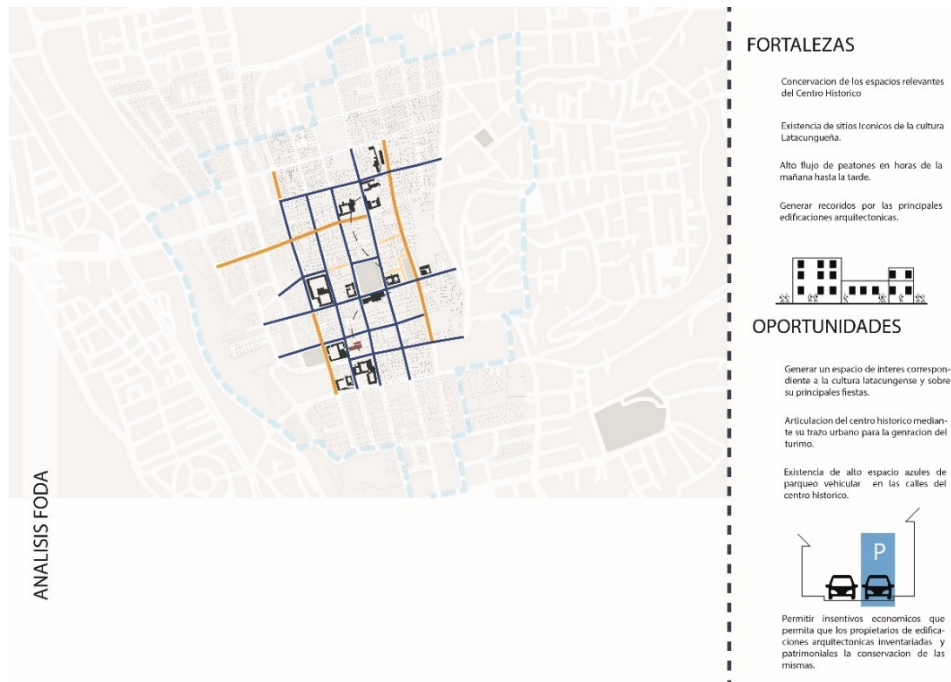 ANALISIS FODA
FORTALEZAS
Concervacion de los espacios relevantes
del Centro Historico
Existencia de sitios Iconicos de la cultura
Latacungueña.
Alto flujo de peatones en horas de la
mañana hasta la tarde.
Generar recoridos por las principales
edificaciones arquitectonicas.
OPORTUNIDADES
Generar un espacio de interes correspon-
diente a la cultura latacungense y sobre
su principales fiestas.
Articulacion del centro historico median-
te su trazo urbano para la genracion del
turimo.
Existencia de alto espacio azules de
parqueo vehicular en las calles del
centro historico.
P
Permitir insentivos economicos que
permita que los propietarios de edifica-
ciones arquitectonicas inventariadas y
patrimoniales la conservacion de las
mismas.